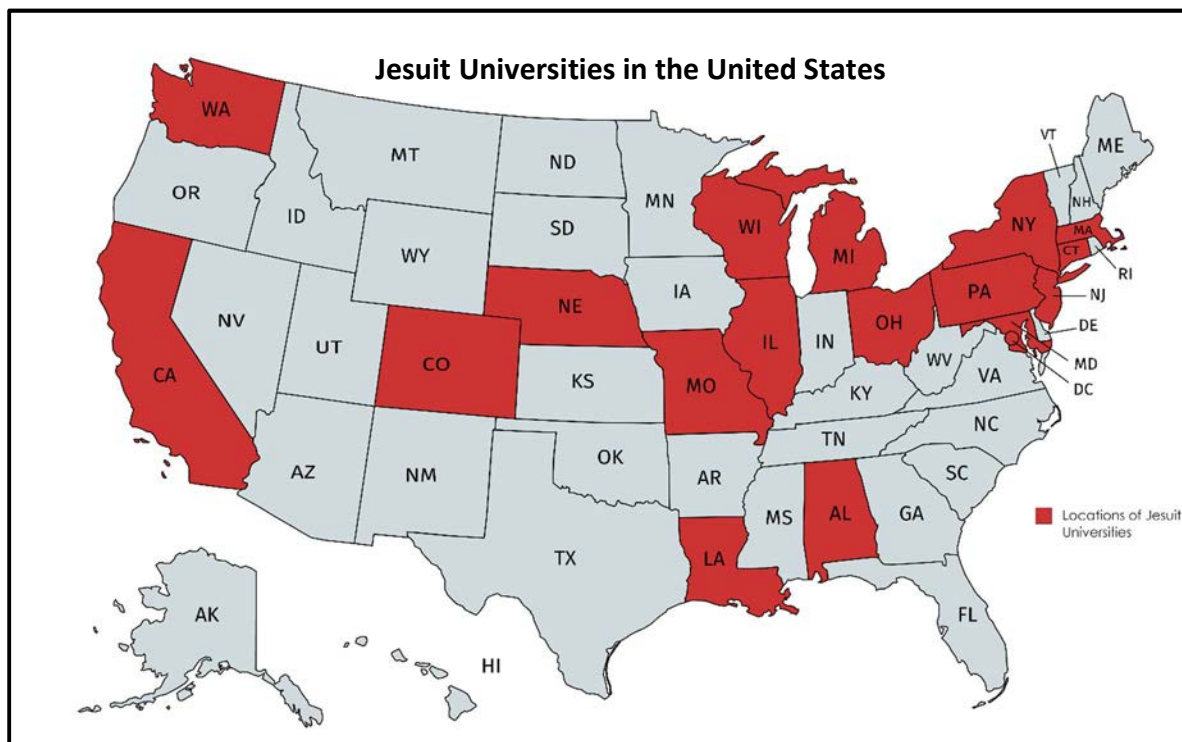 Jesuit Universities in the United States
WA
MT
ND
MN
VT
ME
OR
ID
SD
WI
NH
NY
MA
WY
MI
CT
RI
NE
IA
PA
NJ
NV
UT
CO
IL
IN
OH
DE
CA
KS
MO
WV
MD
VA
DC
KY
NC
TN
AZ
NM
OK
AR
SC
MS
AL
GA
Locations of Jesuit
Universities
TX
LA
FL
AK
HI